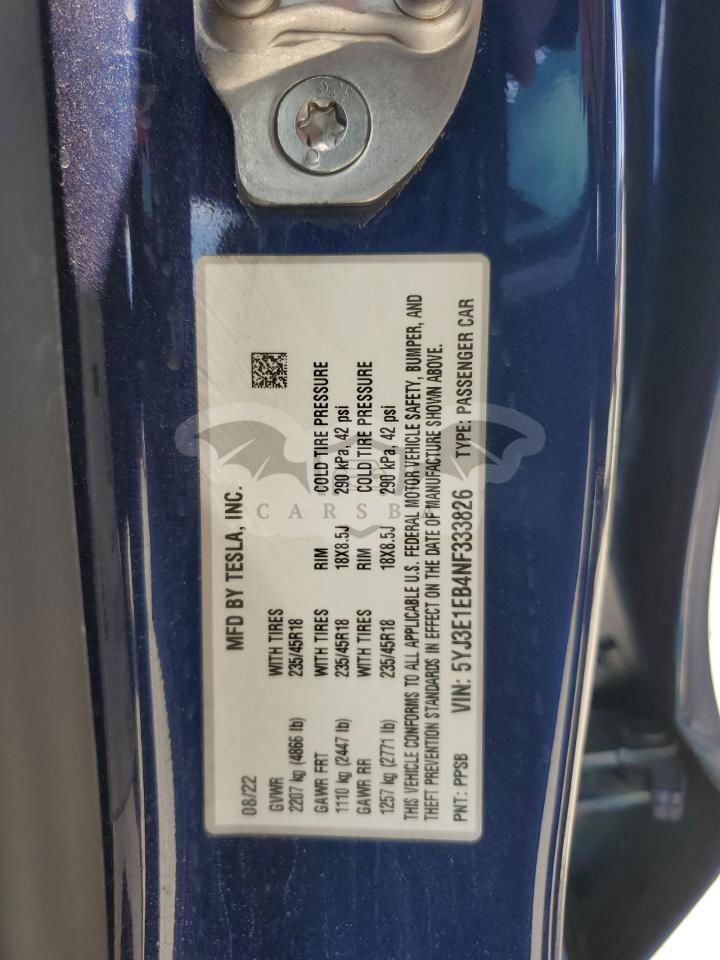 MFD BY TESLA, INC.
08/22
GVWR WITH TIRES
2207 kg (4866 lb) 235/45R18
GAWR FRT WITH TIRES RIM COLD TIRE PRESSURE
1110 kg (2447 lb) 235/45R18 18X8.5J 290 kPa, 42 psi
GAWR RR WITH TIRES RIM COLD TIRE PRESSURE
1257 kg (2771 lb) 235/45R18 18X8.5J 290 kPa, 42 psi
THIS VEHICLE CONFORMS TO ALL APPLICABLE U.S. FEDERAL MOTOR VEHICLE SAFETY, BUMPER, AND
THEFT PREVENTION STANDARDS IN EFFECT ON THE DATE OF MANUFACTURE SHOWN ABOVE.
PNT: PPSB VIN: 5YJ3E1EB4NF333826 TYPE: PASSENGER CAR